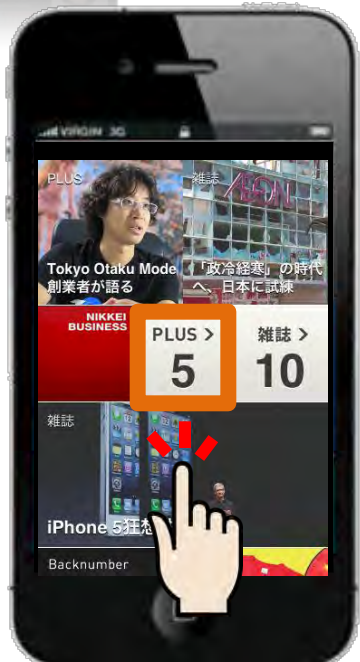 VIRGIN 3G
PLUS
雑誌
Tokyo Otaku Mode
創業者が語る
「政冷経寒」の時代
へ、日本に試練
AEON
NIKKEI
BUSINESS
PLUS >
5
雑誌 >
10
雑誌
iPhone 5狂想
Backnumber